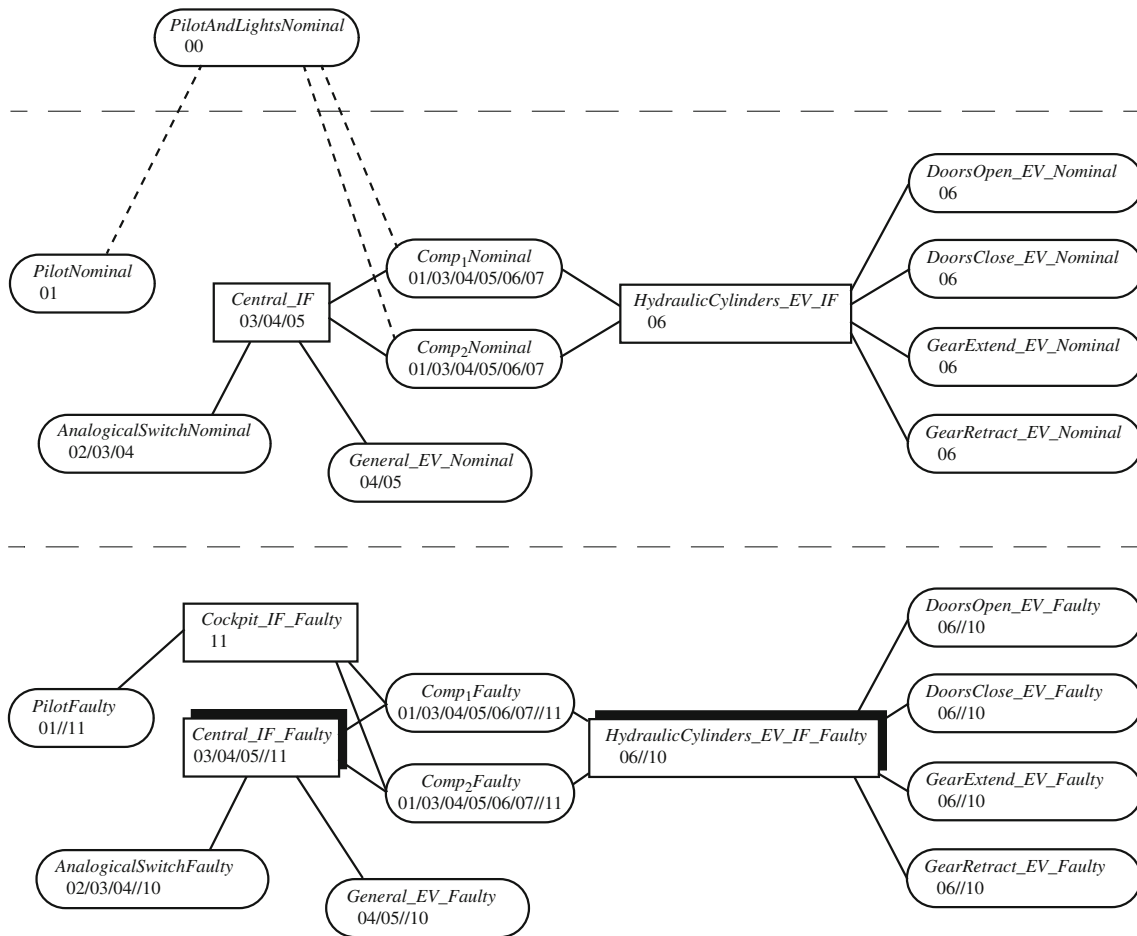 PilotAndLightsNominal
00
DoorsOpen_EV_Nominal
06
PilotNominal
01
Comp₁Nominal
01/03/04/05/06/07
DoorsClose_EV_Nominal
06
Central_IF
03/04/05
HydraulicCylinders_EV_IF
06
Comp₂Nominal
01/03/04/05/06/07
GearExtend_EV_Nominal
06
AnalogicalSwitchNominal
02/03/04
General_EV_Nominal
04/05
GearRetract_EV_Nominal
06
Cockpit_IF_Faulty
11
DoorsOpen_EV_Faulty
06//10
PilotFaulty
01//11
Comp₁Faulty
01/03/04/05/06/07//11
DoorsClose_EV_Faulty
06//10
Central_IF_Faulty
03/04/05//11
HydraulicCylinders_EV_IF_Faulty
06//10
Comp₂Faulty
01/03/04/05/06/07//11
GearExtend_EV_Faulty
06//10
AnalogicalSwitchFaulty
02/03/04//10
General_EV_Faulty
04/05//10
GearRetract_EV_Faulty
06//10